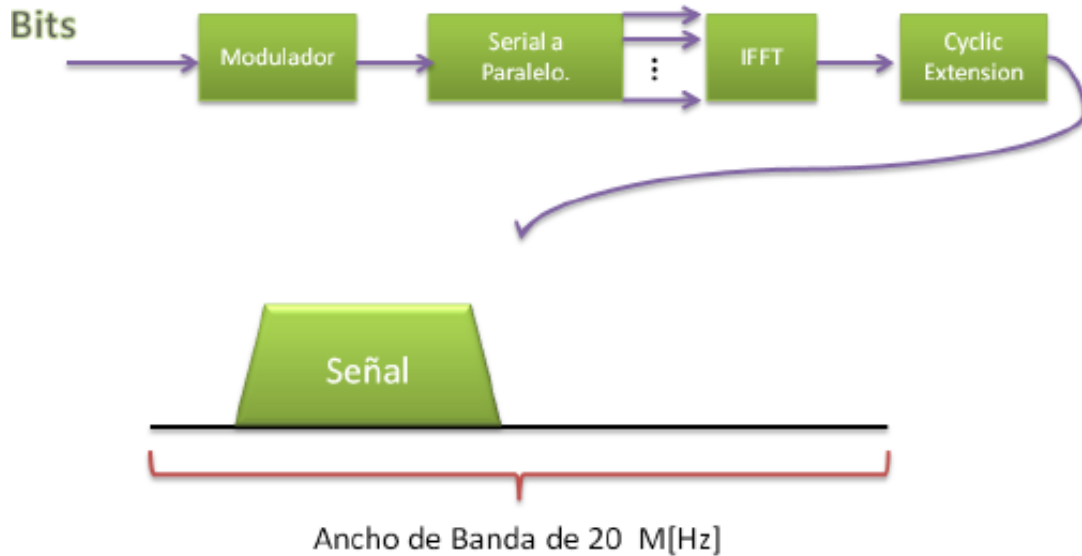 Bits
Modulador
Serial a
Paralelo.
IFFT
Cyclic
Extension
Señal
Ancho de Banda de 20 M[Hz]